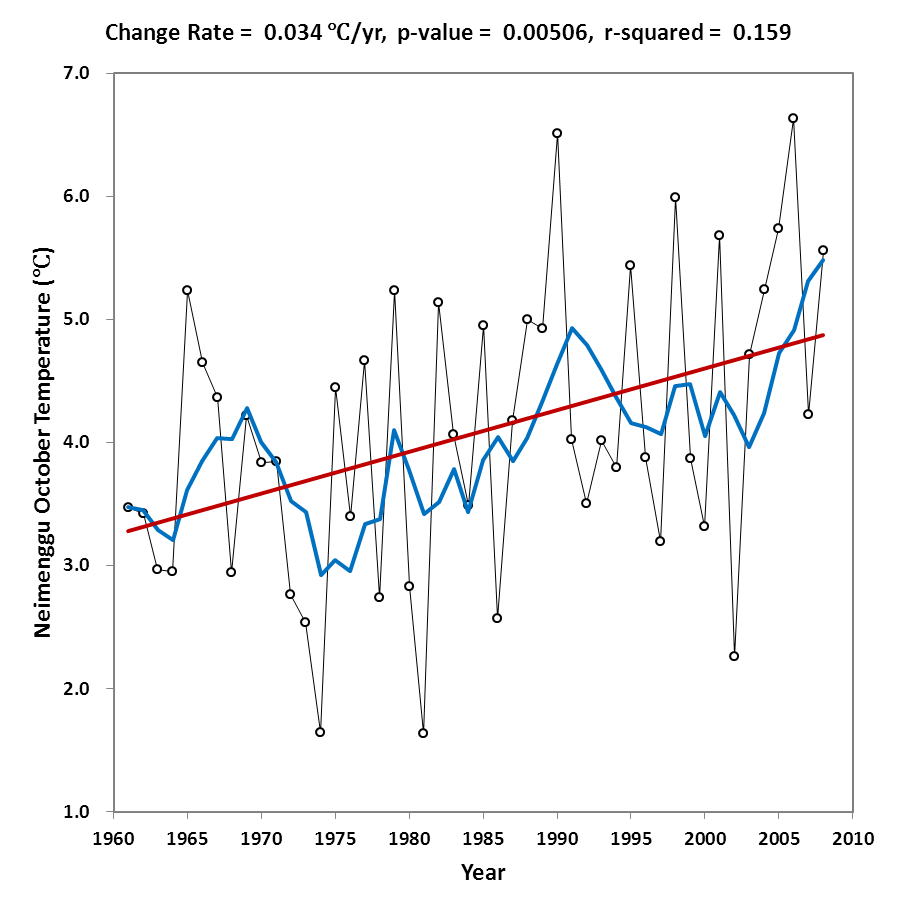 Change Rate = 0.034 ℃/yr, p-value = 0.00506, r-squared = 0.159
7.0
6.0
5.0
4.0
3.0
2.0
1.0
Neimenggu October Temperature (℃)
1960 1965 1970 1975 1980 1985 1990 1995 2000 2005 2010
Year